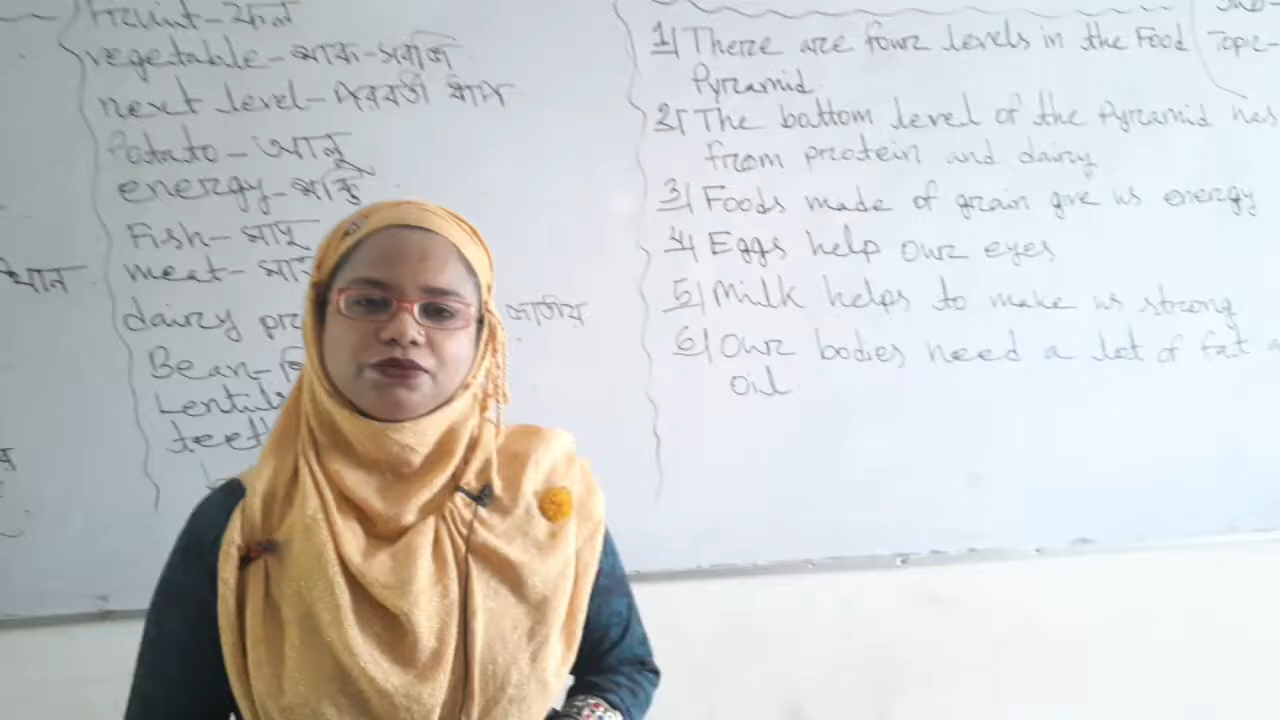 Fruit-ফল
vegetable-শাক-সবজি
next level-পরবর্তী ধাপ
Potato-আলু
energy-শক্তি
Fish-মাছ
meat-
dairy
জাতীয়
Bean-
Lentils
teeth
1) There are four levels in the Food
Pyramid.
2) The bottom level of the Pyramid has
from protein and dairy
3) Foods made of grain give us energy
4) Eggs help our eyes
5) Milk helps to make us strong
6) Our bodies need a lot of fat
oil.
Topic-